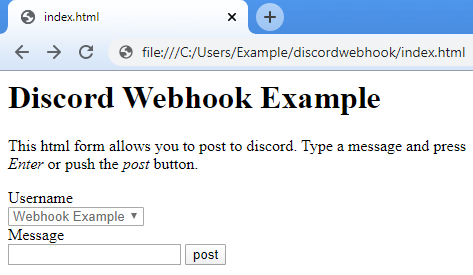 index.html
file:///C:/Users/Example/discordwebhook/index.html
Discord Webhook Example
This html form allows you to post to discord. Type a message and press
Enter or push the post button.
Username
Webhook Example
Message
post